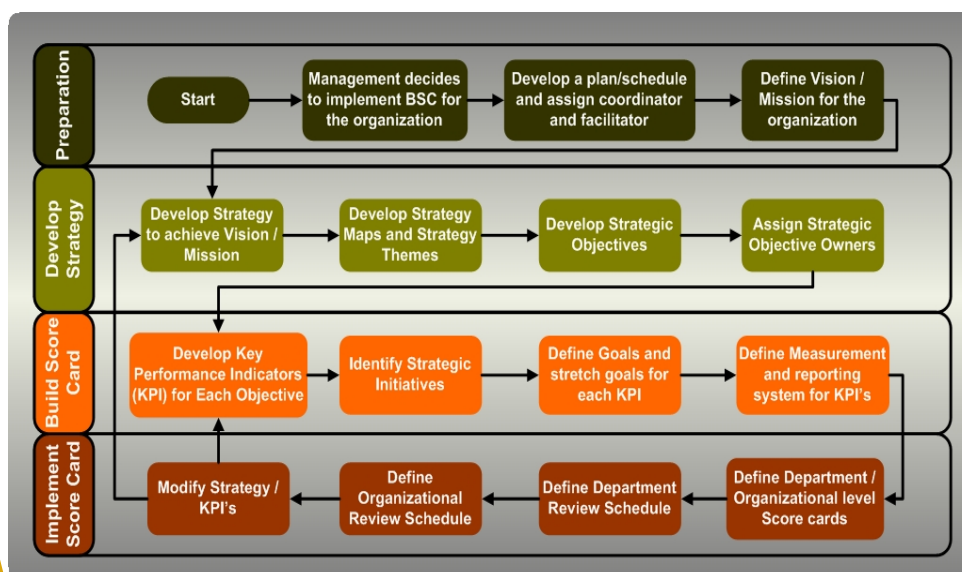 Preparation
Start
Management decides
to implement BSC for
the organization
Develop a plan/schedule
and assign coordinator
and facilitator
Define Vision /
Mission for the
organization
Develop
Strategy
Develop Strategy
to achieve Vision /
Mission
Develop Strategy
Maps and Strategy
Themes
Develop Strategic
Objectives
Assign Strategic
Objective Owners
Build Score
Card
Develop Key
Performance Indicators
(KPI) for Each Objective
Identify Strategic
Initiatives
Define Goals and
stretch goals for
each KPI
Define Measurement
and reporting
system for KPI's
Implement
Score Card
Modify Strategy /
KPI's
Define
Organizational
Review Schedule
Define Department
Review Schedule
Define Department /
Organizational level
Score cards